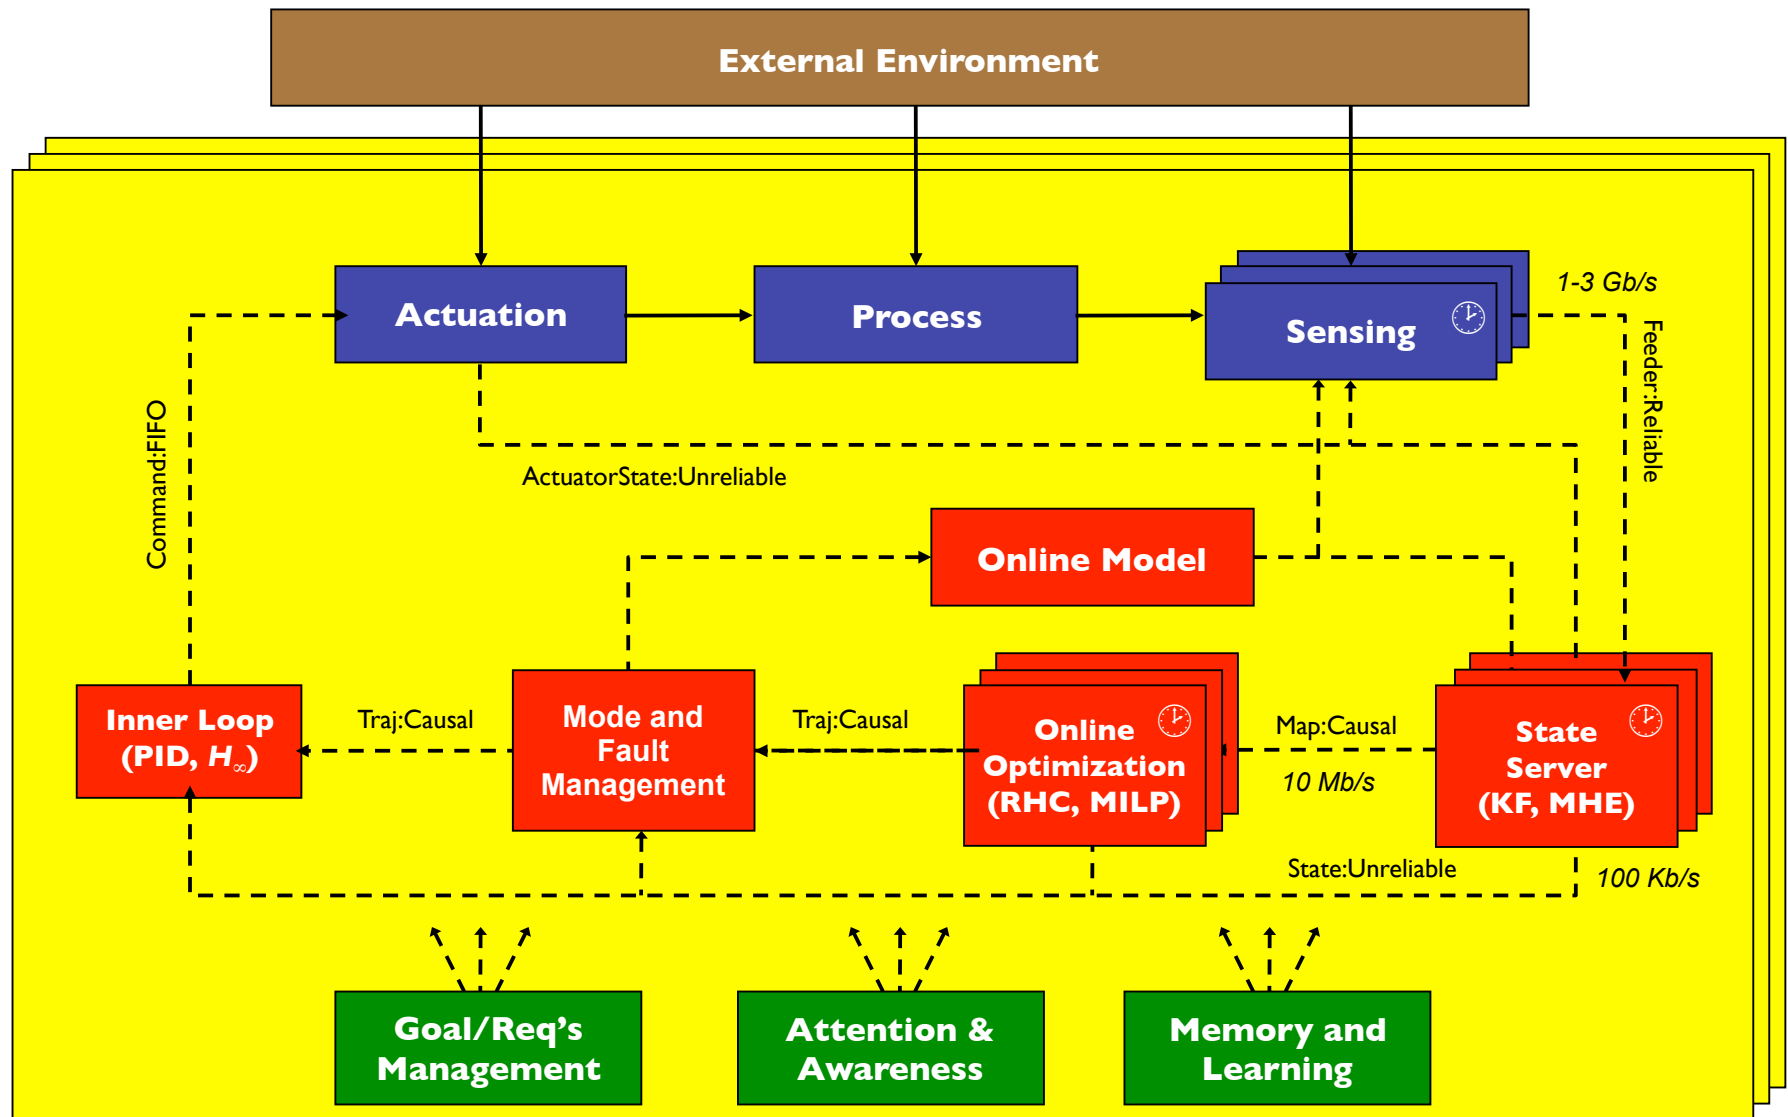 External Environment
1-3 Gb/s
Actuation
Process
Sensing
Feeder:Reliable
Command:FIFO
ActuatorState:Unreliable
Online Model
Inner Loop
(PID, H∞)
Traj:Causal
Mode and
Fault
Management
Traj:Causal
Online
Optimization
(RHC, MILP)
Map:Causal
10 Mb/s
State
Server
(KF, MHE)
State:Unreliable
100 Kb/s
Goal/Req's
Management
Attention &
Awareness
Memory and
Learning